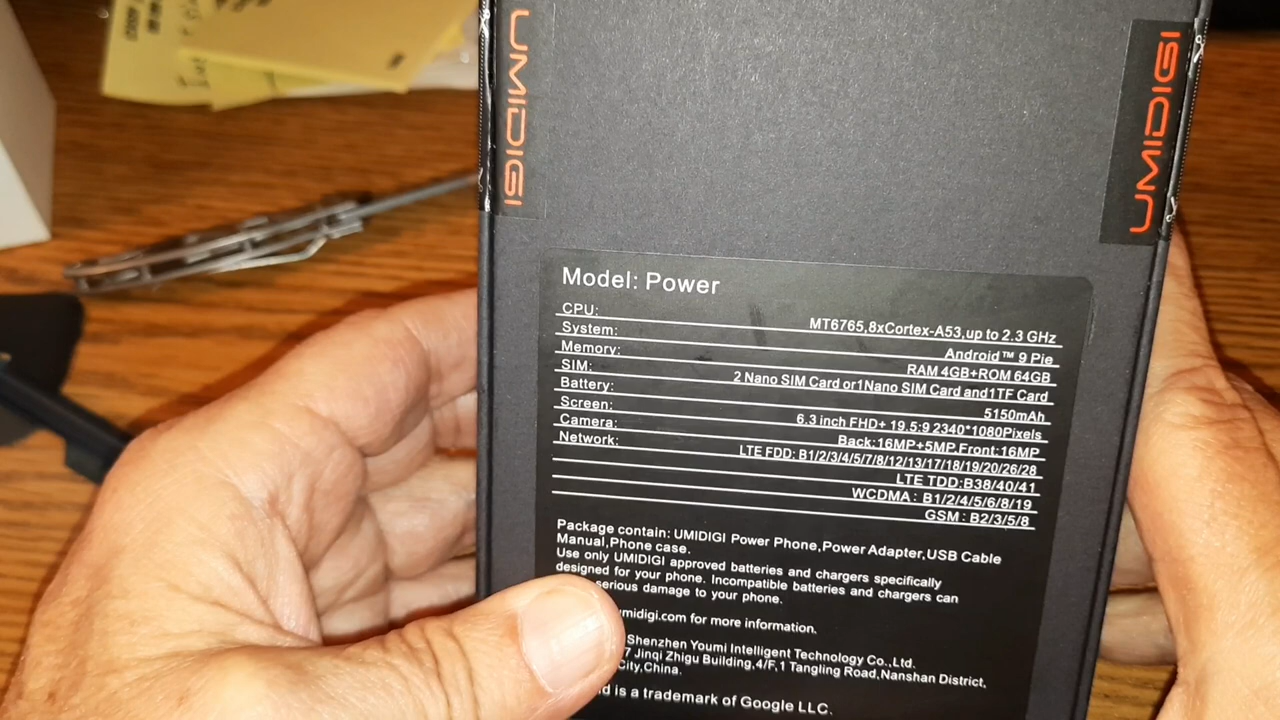 UMIDIGI
UMIDIGI
Model: Power
CPU: MT6765,8xCortex-A53,up to 2.3 GHz
System: Android™ 9 Pie
Memory: RAM 4GB+ROM 64GB
SIM: 2 Nano SIM Card or1Nano SIM Card and1TF Card
Battery: 5150mAh
Screen: 6.3 inch FHD+ 19.5:9 2340*1080Pixels
Camera: Back:16MP+5MP,Front:16MP
Network: LTE FDD: B1/2/3/4/5/7/8/12/13/17/18/19/20/26/28
LTE TDD:B38/40/41
WCDMA: B1/2/4/5/6/8/19
GSM: B2/3/5/8
Package contain: UMIDIGI Power Phone,Power Adapter,USB Cable
Manual,Phone case.
Use only UMIDIGI approved batteries and chargers specifically
designed for your phone. Incompatible batteries and chargers can
serious damage to your phone.
umidigi.com for more information.
Shenzhen Youmi Intelligent Technology Co.,Ltd.
7 Jinqi Zhigu Building,4/F,1 Tangling Road,Nanshan District,
City,China.
is a trademark of Google LLC.